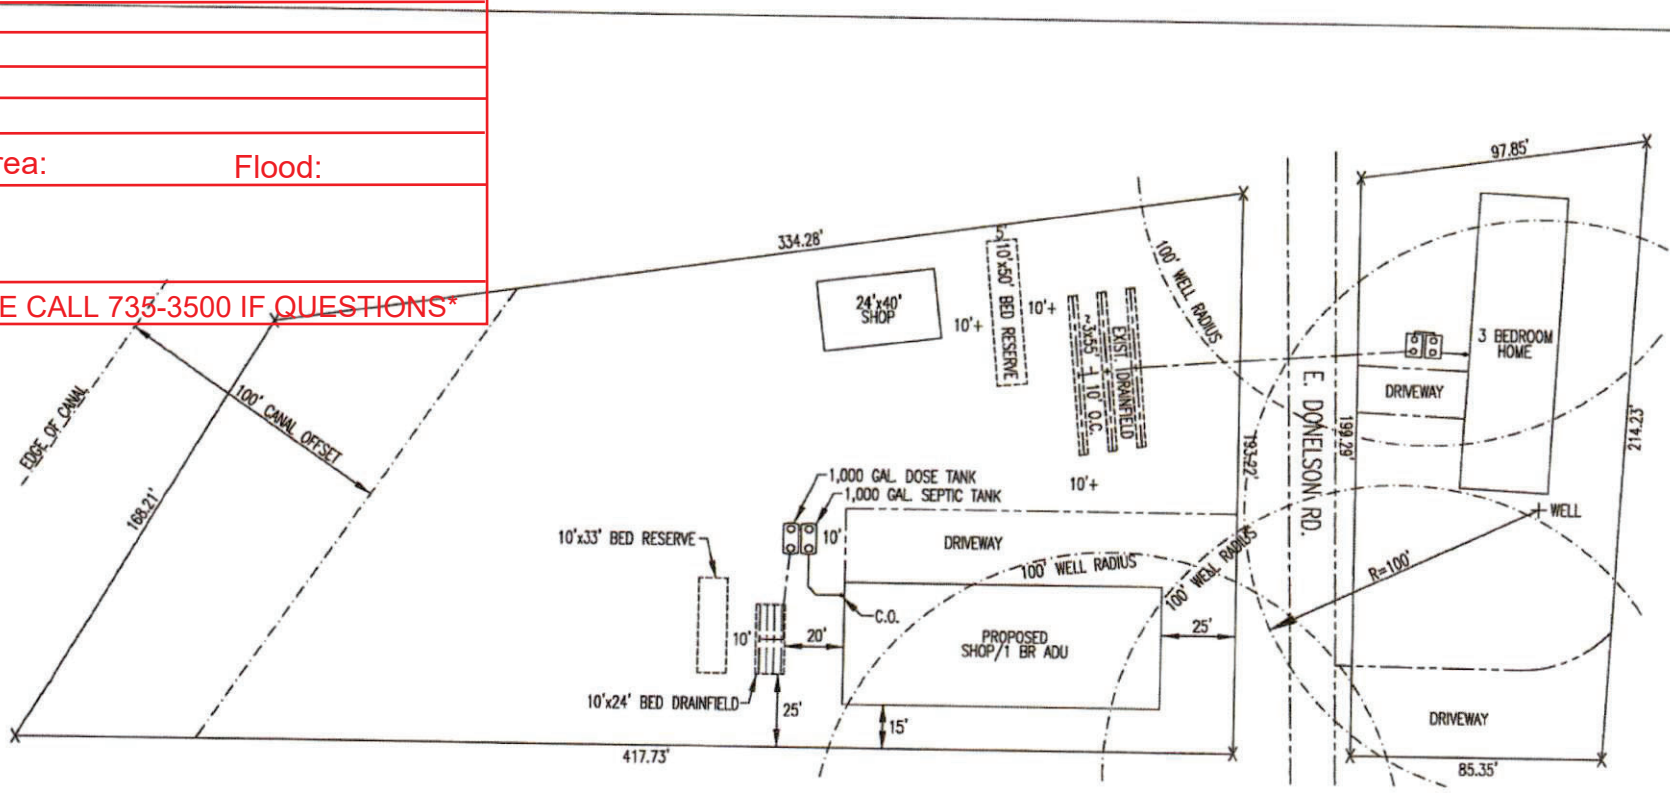 rea: Flood:
E CALL 735-3500 IF QUESTIONS*
97.85'
334.28'
5'
100' WELL RADIUS
10'x50' BED RESERVE
24'x40'
SHOP
10'+
10'+
EXIST DRAINFIELD
~3x55' - 10' O.C.
3 BEDROOM
HOME
DRIVEWAY
E. DONELSON RD.
193.22'
199.29'
214.23'
EDGE OF CANAL
100' CANAL OFFSET
168.21'
1,000 GAL. DOSE TANK
1,000 GAL. SEPTIC TANK
10'+
10'x33' BED RESERVE
10'
DRIVEWAY
100' WELL RADIUS
100' WELL RADIUS
WELL
R=100'
C.O.
10'
20'
PROPOSED
SHOP/1 BR ADU
25'
10'x24' BED DRAINFIELD
25'
15'
DRIVEWAY
417.73'
85.35'